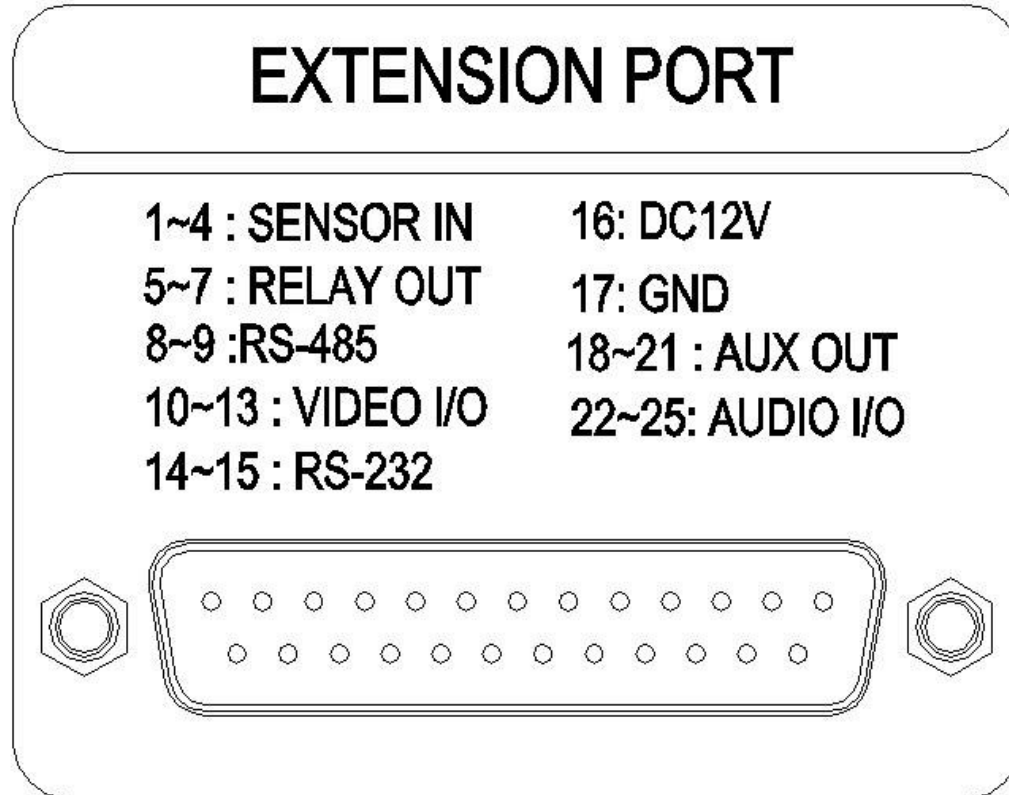 EXTENSION PORT
1~4 : SENSOR IN
5~7 : RELAY OUT
8~9 :RS-485
10~13 : VIDEO I/O
14~15 : RS-232
16: DC12V
17: GND
18~21 : AUX OUT
22~25: AUDIO I/O